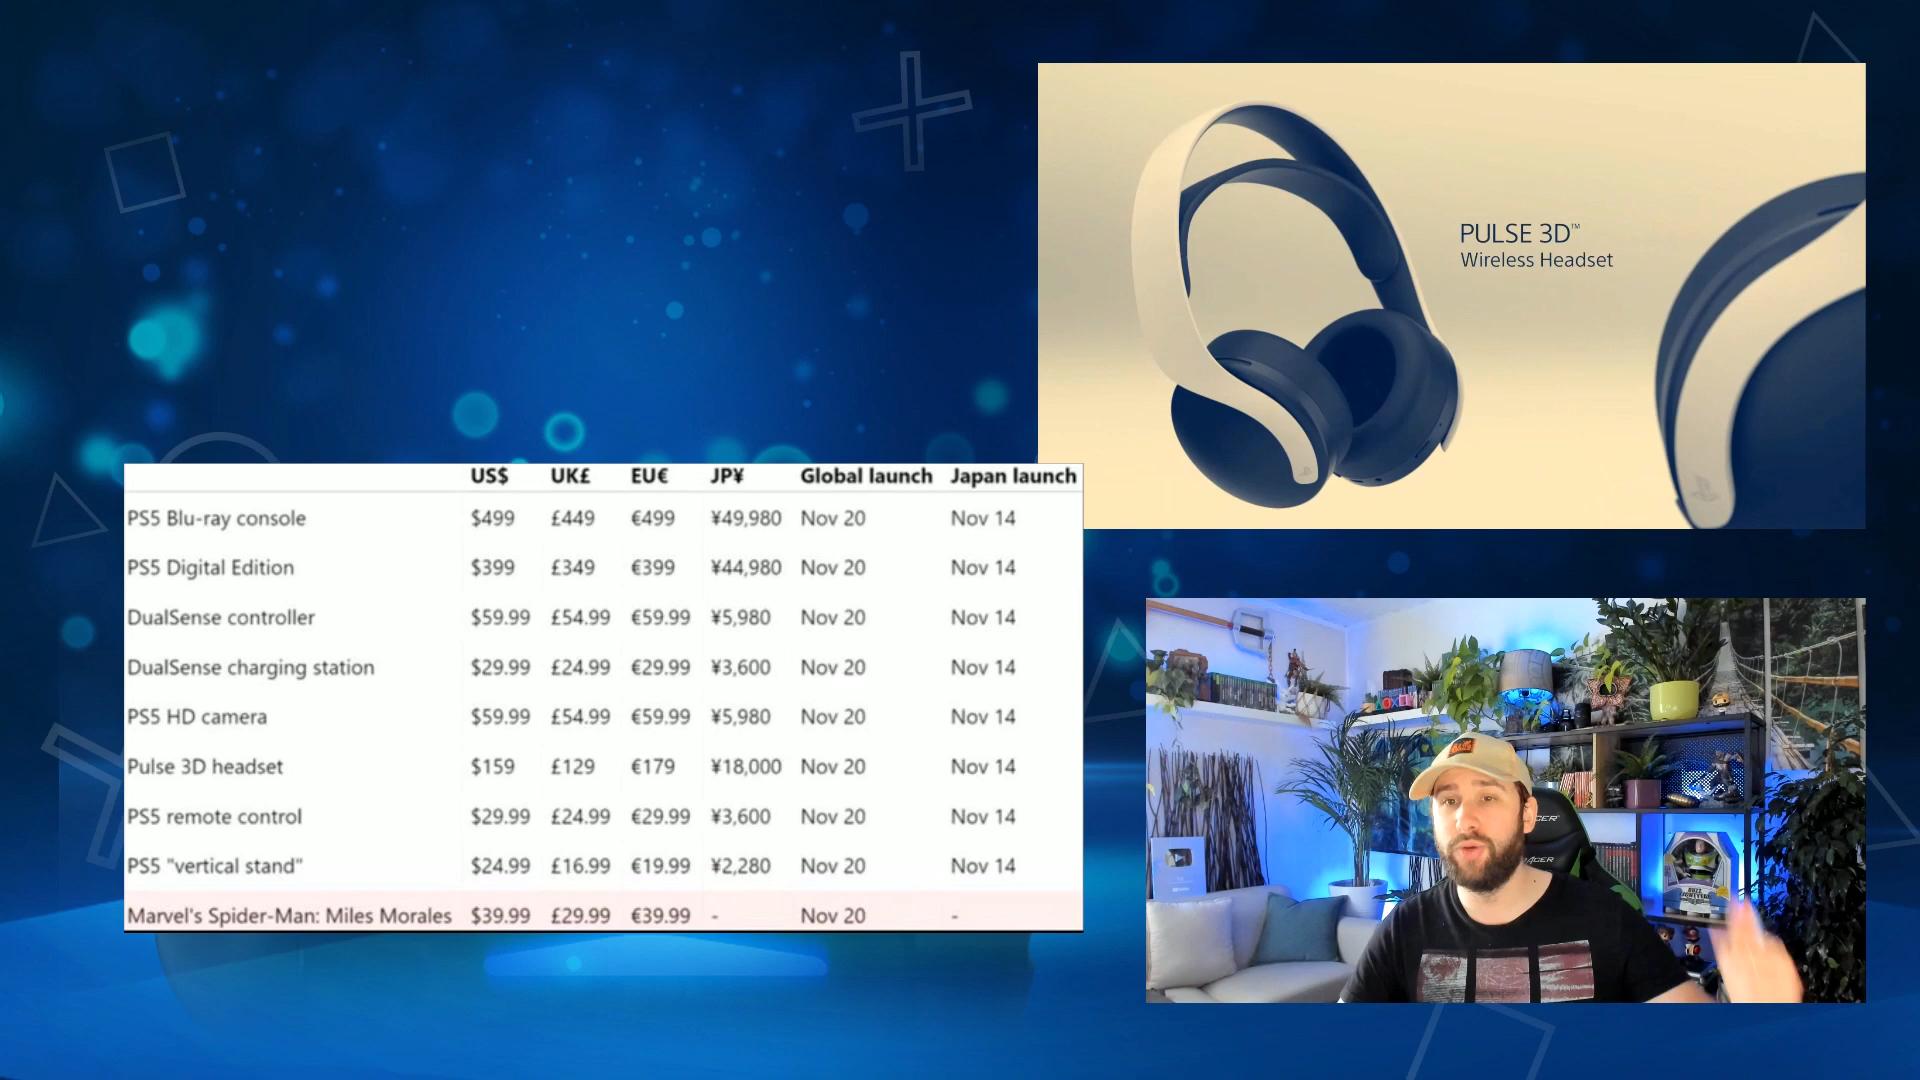 PULSE 3D™
Wireless Headset
US$ UK£ EU€ JP¥ Global launch Japan launch
PS5 Blu-ray console $499 £449 €499 ¥49,980 Nov 20 Nov 14
PS5 Digital Edition $399 £349 €399 ¥44,980 Nov 20 Nov 14
DualSense controller $59.99 £54.99 €59.99 ¥5,980 Nov 20 Nov 14
DualSense charging station $29.99 £24.99 €29.99 ¥3,600 Nov 20 Nov 14
PS5 HD camera $59.99 £54.99 €59.99 ¥5,980 Nov 20 Nov 14
Pulse 3D headset $159 £129 €179 ¥18,000 Nov 20 Nov 14
PS5 remote control $29.99 £24.99 €29.99 ¥3,600 Nov 20 Nov 14
PS5 "vertical stand" $24.99 £16.99 €19.99 ¥2,280 Nov 20 Nov 14
Marvel's Spider-Man: Miles Morales $39.99 £29.99 €39.99 - Nov 20 -